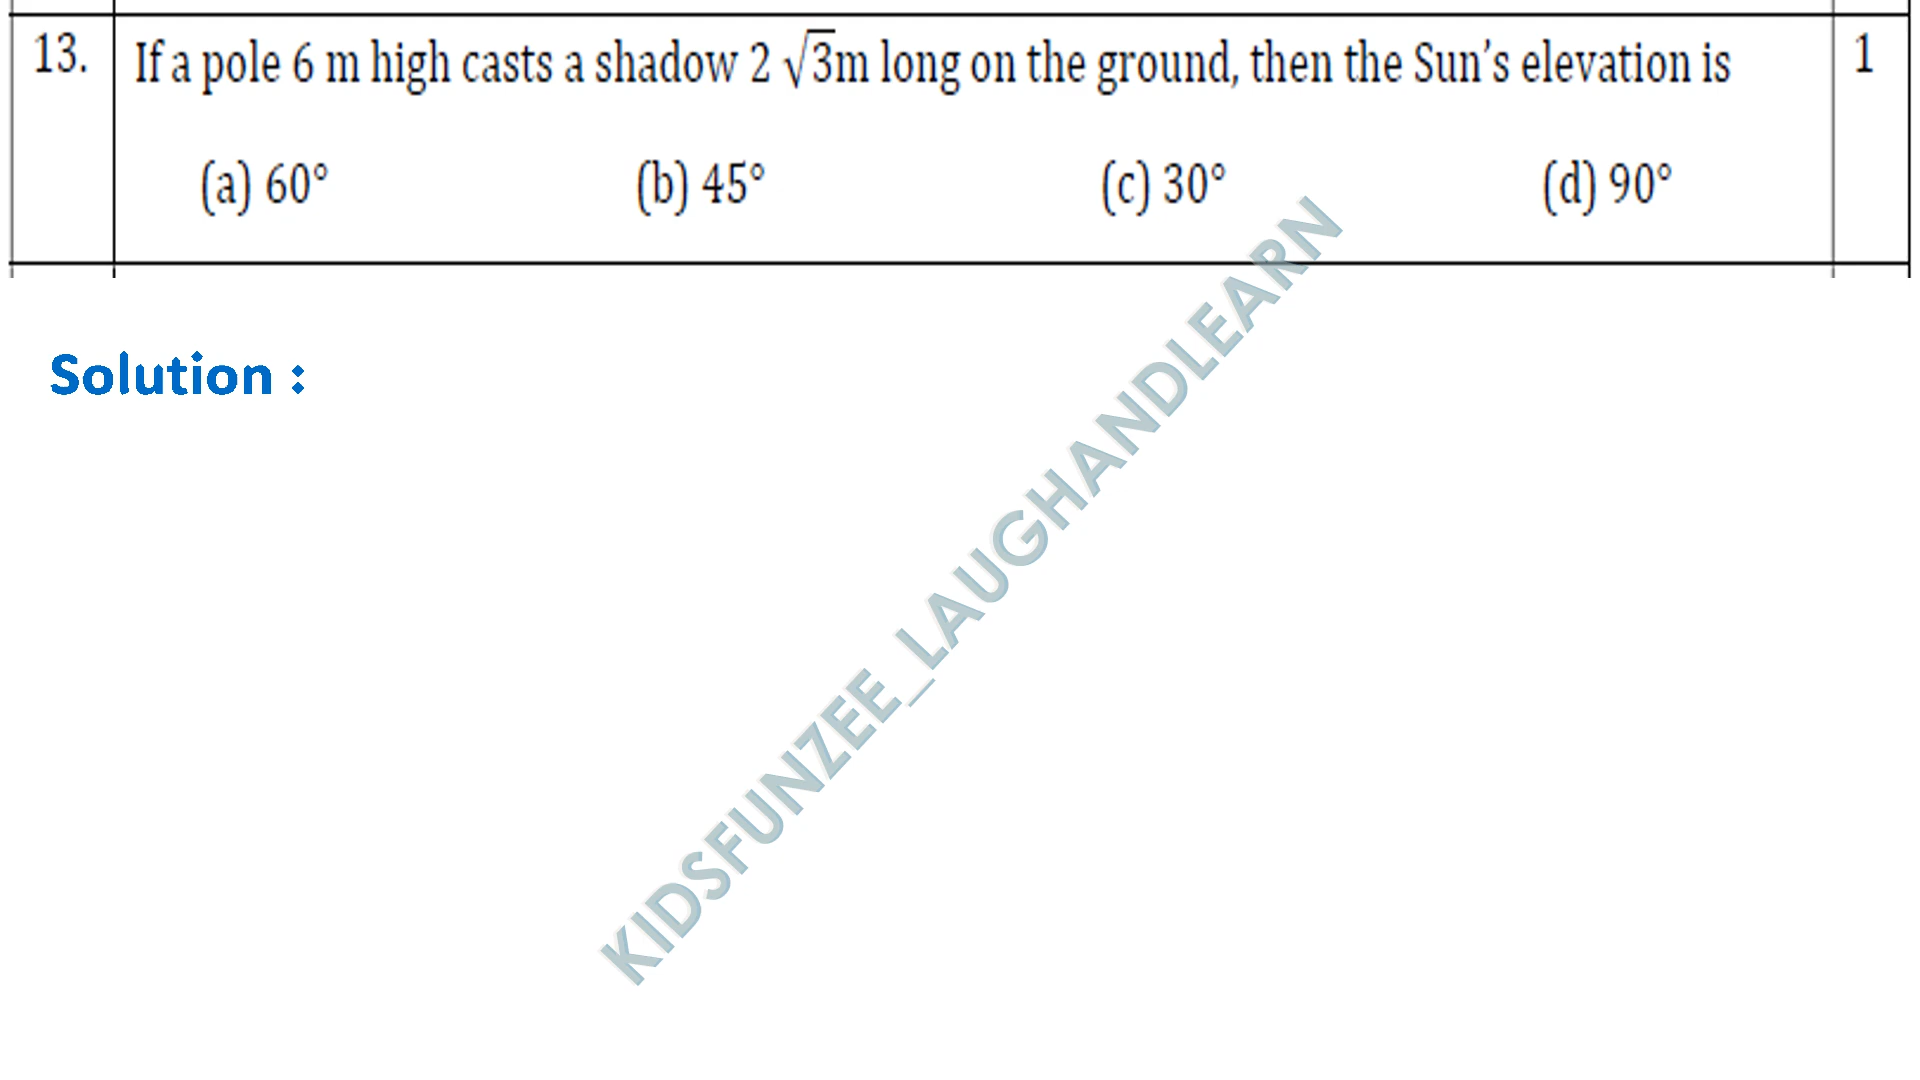 13. If a pole 6 m high casts a shadow 2 √3m long on the ground, then the Sun’s elevation is 1
(a) 60° (b) 45° (c) 30° (d) 90°
Solution :
KIDSFUNZEE_LAUGHANDLEARN